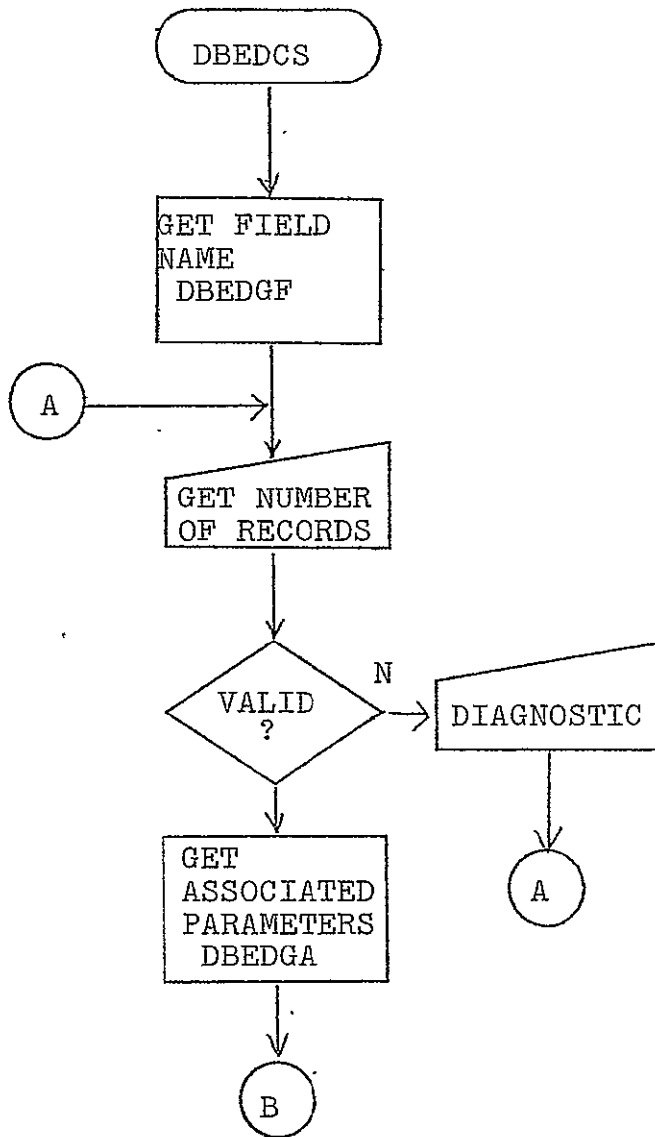 DBEDCS
GET FIELD
NAME
DBEDGF
A
GET NUMBER
OF RECORDS
VALID
?
N
DIAGNOSTIC
A
GET
ASSOCIATED
PARAMETERS
DBEDGA
B